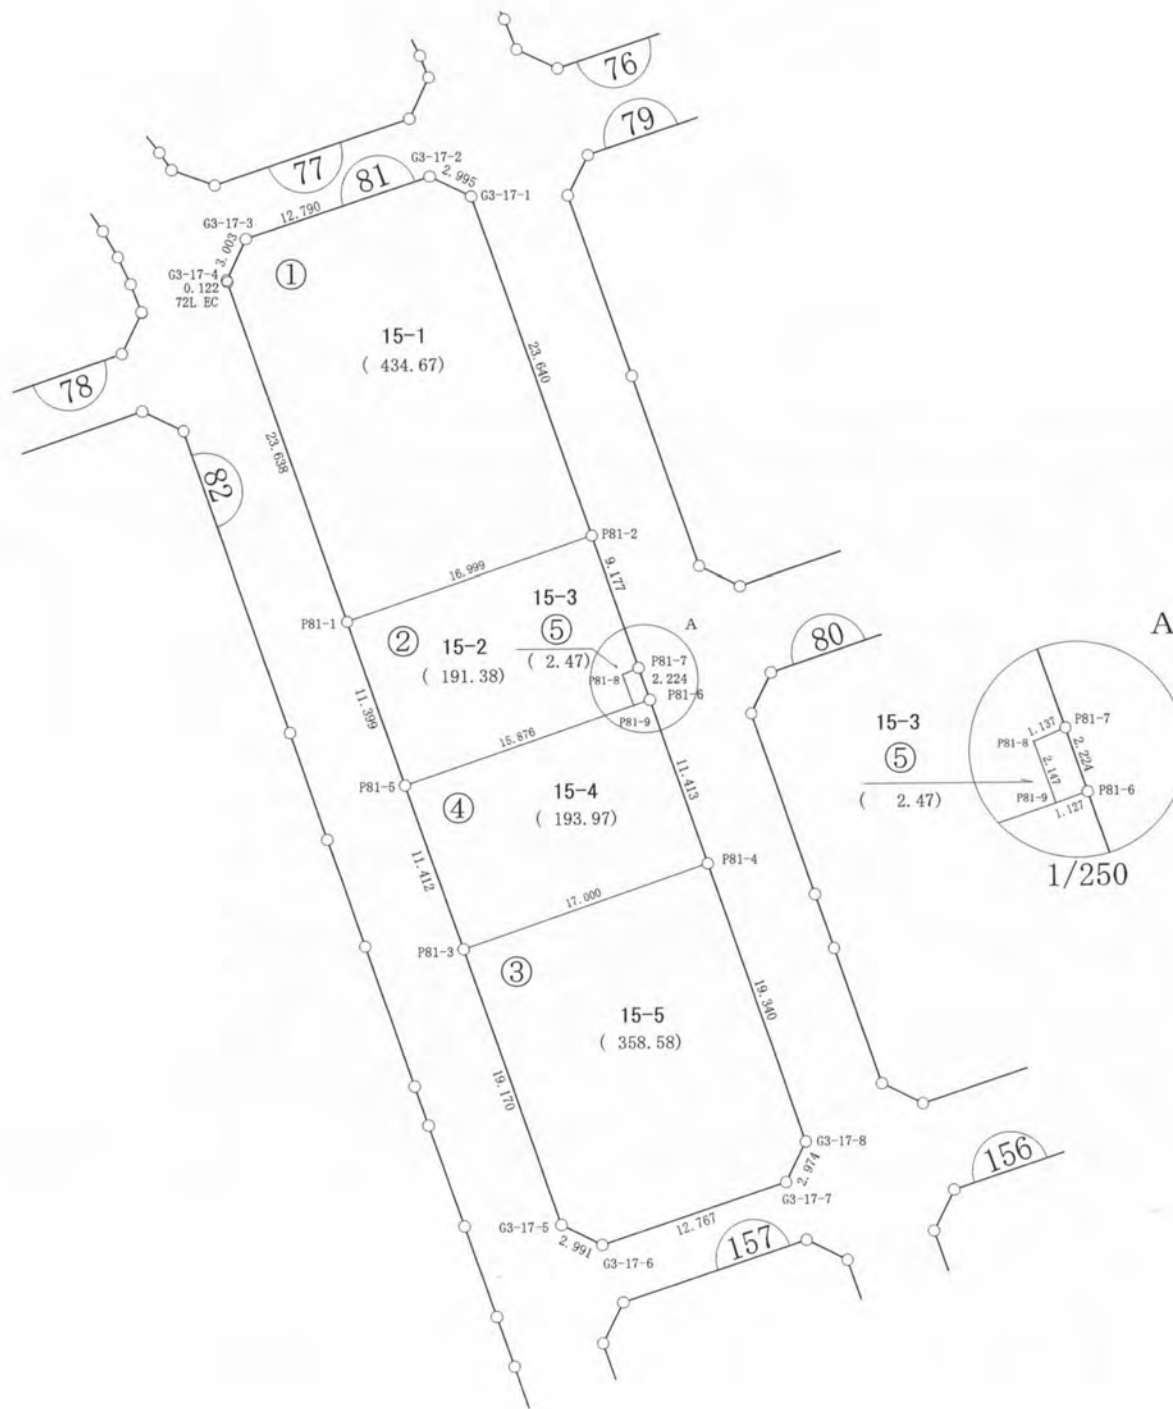 76
79
77
81
G3-17-2
2.995
G3-17-1
12.790
G3-17-3
3.003
G3-17-4
0.122
72L EC
①
15-1
( 434.67)
23.640
78
23.638
82
P81-2
16.999
9.177
P81-1
15-3
⑤
( 2.47)
②
15-2
( 191.38)
A
P81-7
P81-8
2.224
P81-6
P81-9
80
11.399
15.876
11.413
P81-5
④
15-4
( 193.97)
P81-4
11.412
17.000
P81-3
③
15-5
( 358.58)
19.340
19.170
G3-17-8
2.974
G3-17-7
G3-17-5
2.991
G3-17-6
12.767
157
156
A
15-3
⑤
( 2.47)
1.137
P81-7
P81-8
2.224
2.147
P81-9
P81-6
1.127
1/250